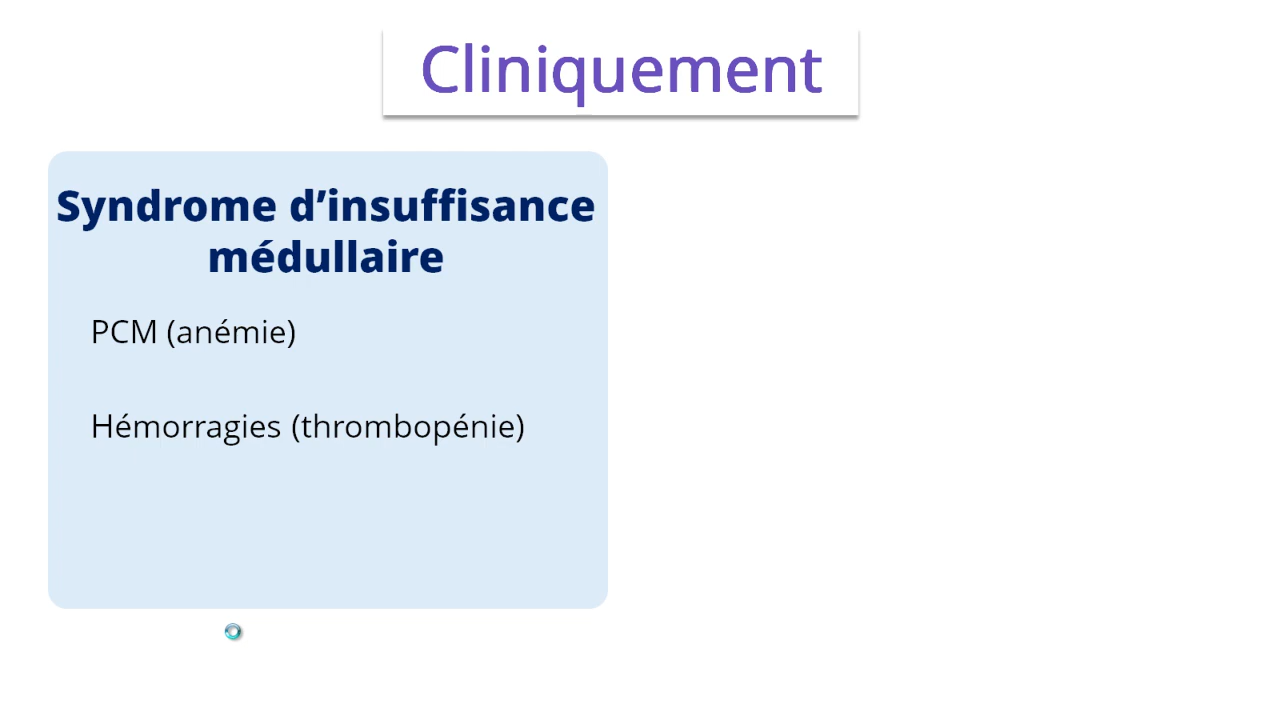 Cliniquement
Syndrome d’insuffisance
médullaire
PCM (anémie)
Hémorragies (thrombopénie)